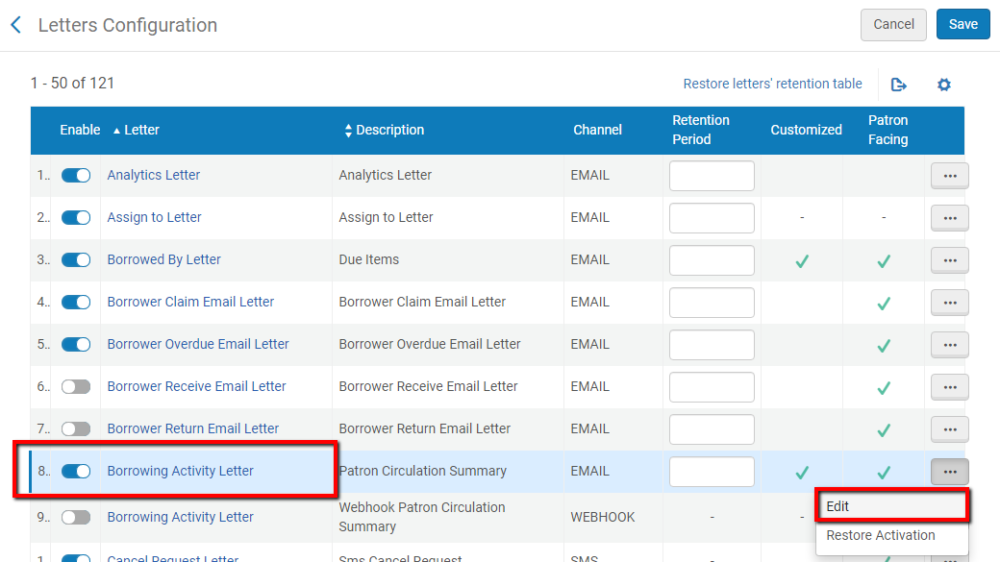 Letters Configuration
Cancel
Save
1 - 50 of 121
Restore letters' retention table
Enable Letter Description Channel Retention Period Customized Patron Facing
1.. Analytics Letter Analytics Letter EMAIL
2.. Assign to Letter Assign to Letter EMAIL - -
3.. Borrowed By Letter Due Items EMAIL
4.. Borrower Claim Email Letter Borrower Claim Email Letter EMAIL
5.. Borrower Overdue Email Letter Borrower Overdue Email Letter EMAIL
6.. Borrower Receive Email Letter Borrower Receive Email Letter EMAIL
7.. Borrower Return Email Letter Borrower Return Email Letter EMAIL
8.. Borrowing Activity Letter Patron Circulation Summary EMAIL
9.. Borrowing Activity Letter Webhook Patron Circulation Summary WEBHOOK - -
Edit
Restore Activation
1.. Cancel Request Letter Sms Cancel Request SMS -